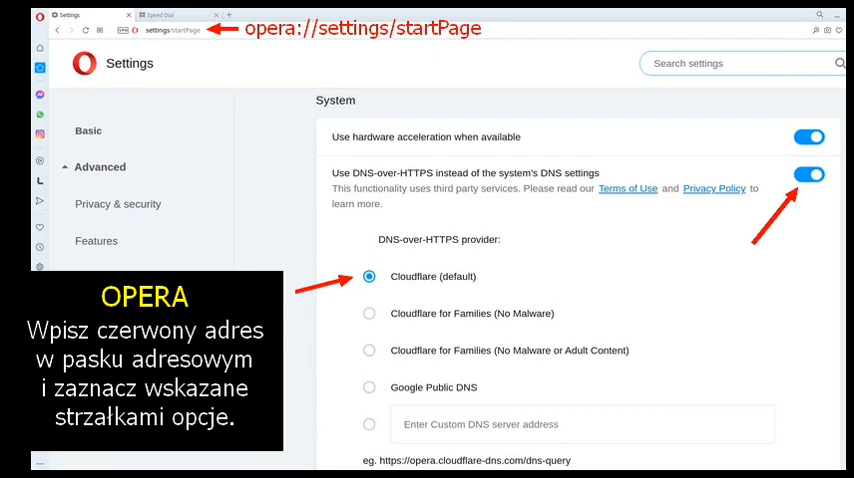 Settings
Speed Dial
VPN
settings/startPage
opera://settings/startPage
Settings
Search settings
System
Basic
Use hardware acceleration when available
Advanced
Use DNS-over-HTTPS instead of the system's DNS settings
This functionality uses third party services. Please read our Terms of Use and Privacy Policy to
learn more.
Privacy & security
DNS-over-HTTPS provider:
Features
Cloudflare (default)
OPERA
Wpisz czerwony adres
w pasku adresowym
i zaznacz wskazane
strzałkami opcje.
Cloudflare for Families (No Malware)
Cloudflare for Families (No Malware or Adult Content)
Google Public DNS
Enter Custom DNS server address
eg. https://opera.cloudflare-dns.com/dns-query